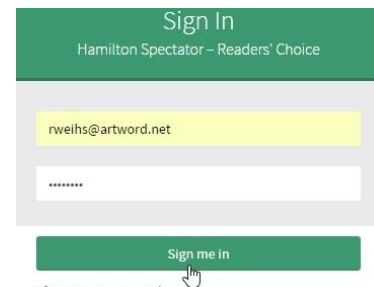 Sign In
Hamilton Spectator – Readers' Choice
rweihs@artword.net
••••••••
Sign me in